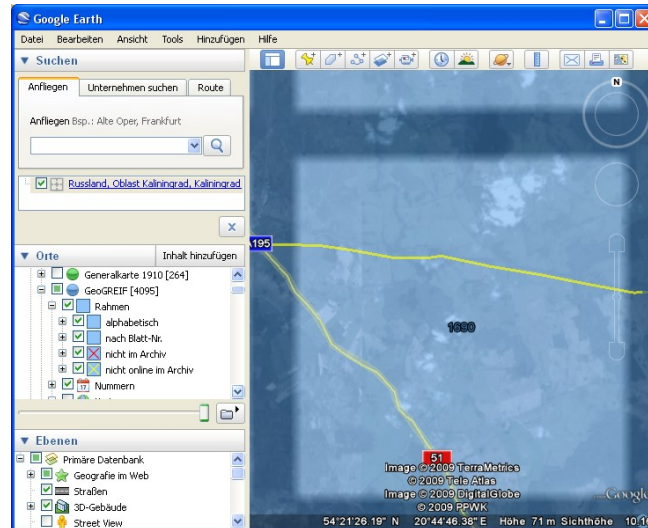 Google Earth
Datei Bearbeiten Ansicht Tools Hinzufügen Hilfe
Suchen
Anfliegen Unternehmen suchen Route
Anfliegen Bsp.: Alte Oper, Frankfurt
Russland, Oblast Kaliningrad, Kaliningrad
x
Orte Inhalt hinzufügen
Generalkarte 1910 [264]
GeoGREIF [4095]
Rahmen
alphabetisch
nach Blatt-Nr.
nicht im Archiv
nicht online im Archiv
17 Nummern
Ebenen
Primäre Datenbank
Geografie im Web
Straßen
3D-Gebäude
Street View
N
A195
1690
51
Image © 2009 TerraMetrics
© 2009 Tele Atlas
Image © 2009 DigitalGlobe
© 2009 PPWK
Google
54°21'26.19" N 20°44'46.38" Höhe 71 m Sichthöhe